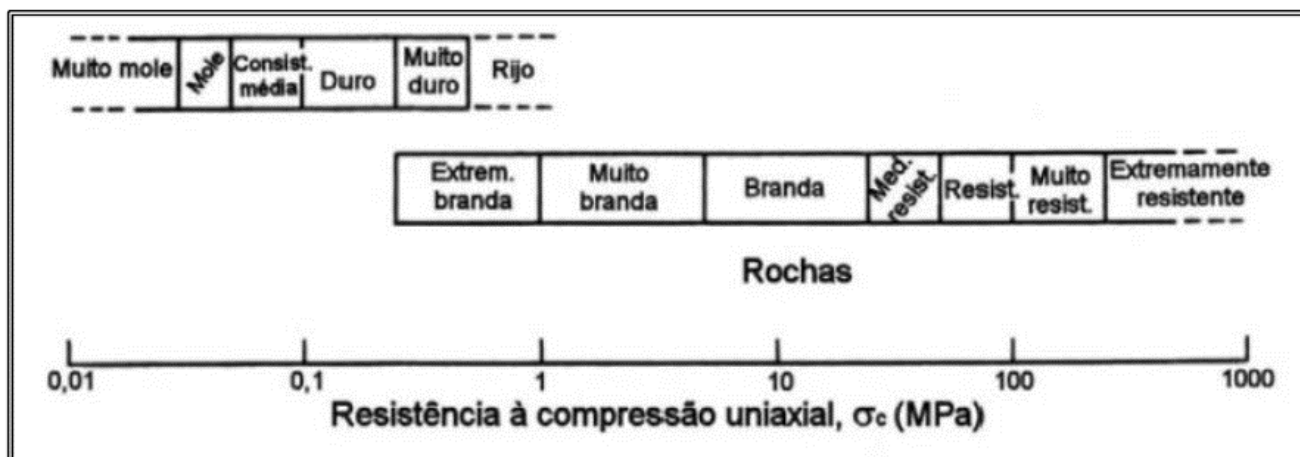 Muito mole
Mole
Consist.
média
Duro
Muito
duro
Rijo
Extrem.
branda
Muito
branda
Branda
Med.
resist.
Resist.
Muito
resist.
Extremamente
resistente
Rochas
0,01 0,1 1 10 100 1000
Resistência à compressão uniaxial, σc (MPa)